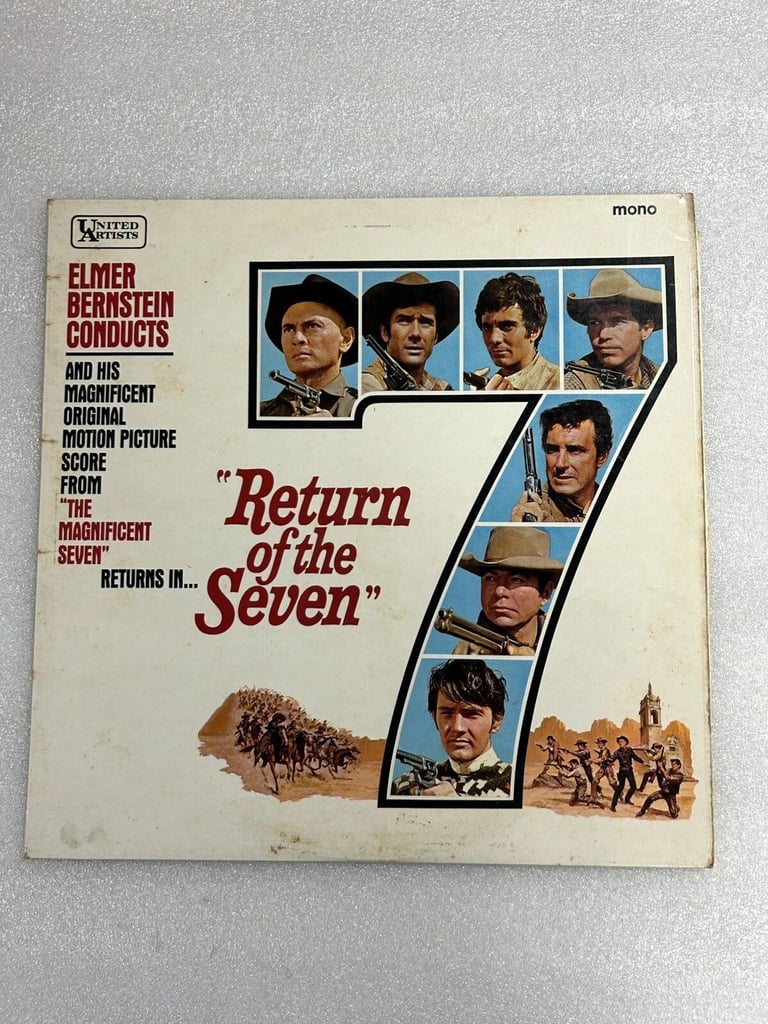 UNITED
ARTISTS
mono
ELMER
BERNSTEIN
CONDUCTS
AND HIS
MAGNIFICENT
ORIGINAL
MOTION PICTURE
SCORE
FROM
"THE
MAGNIFICENT
SEVEN"
RETURNS IN...
"Return
of the
Seven"
7